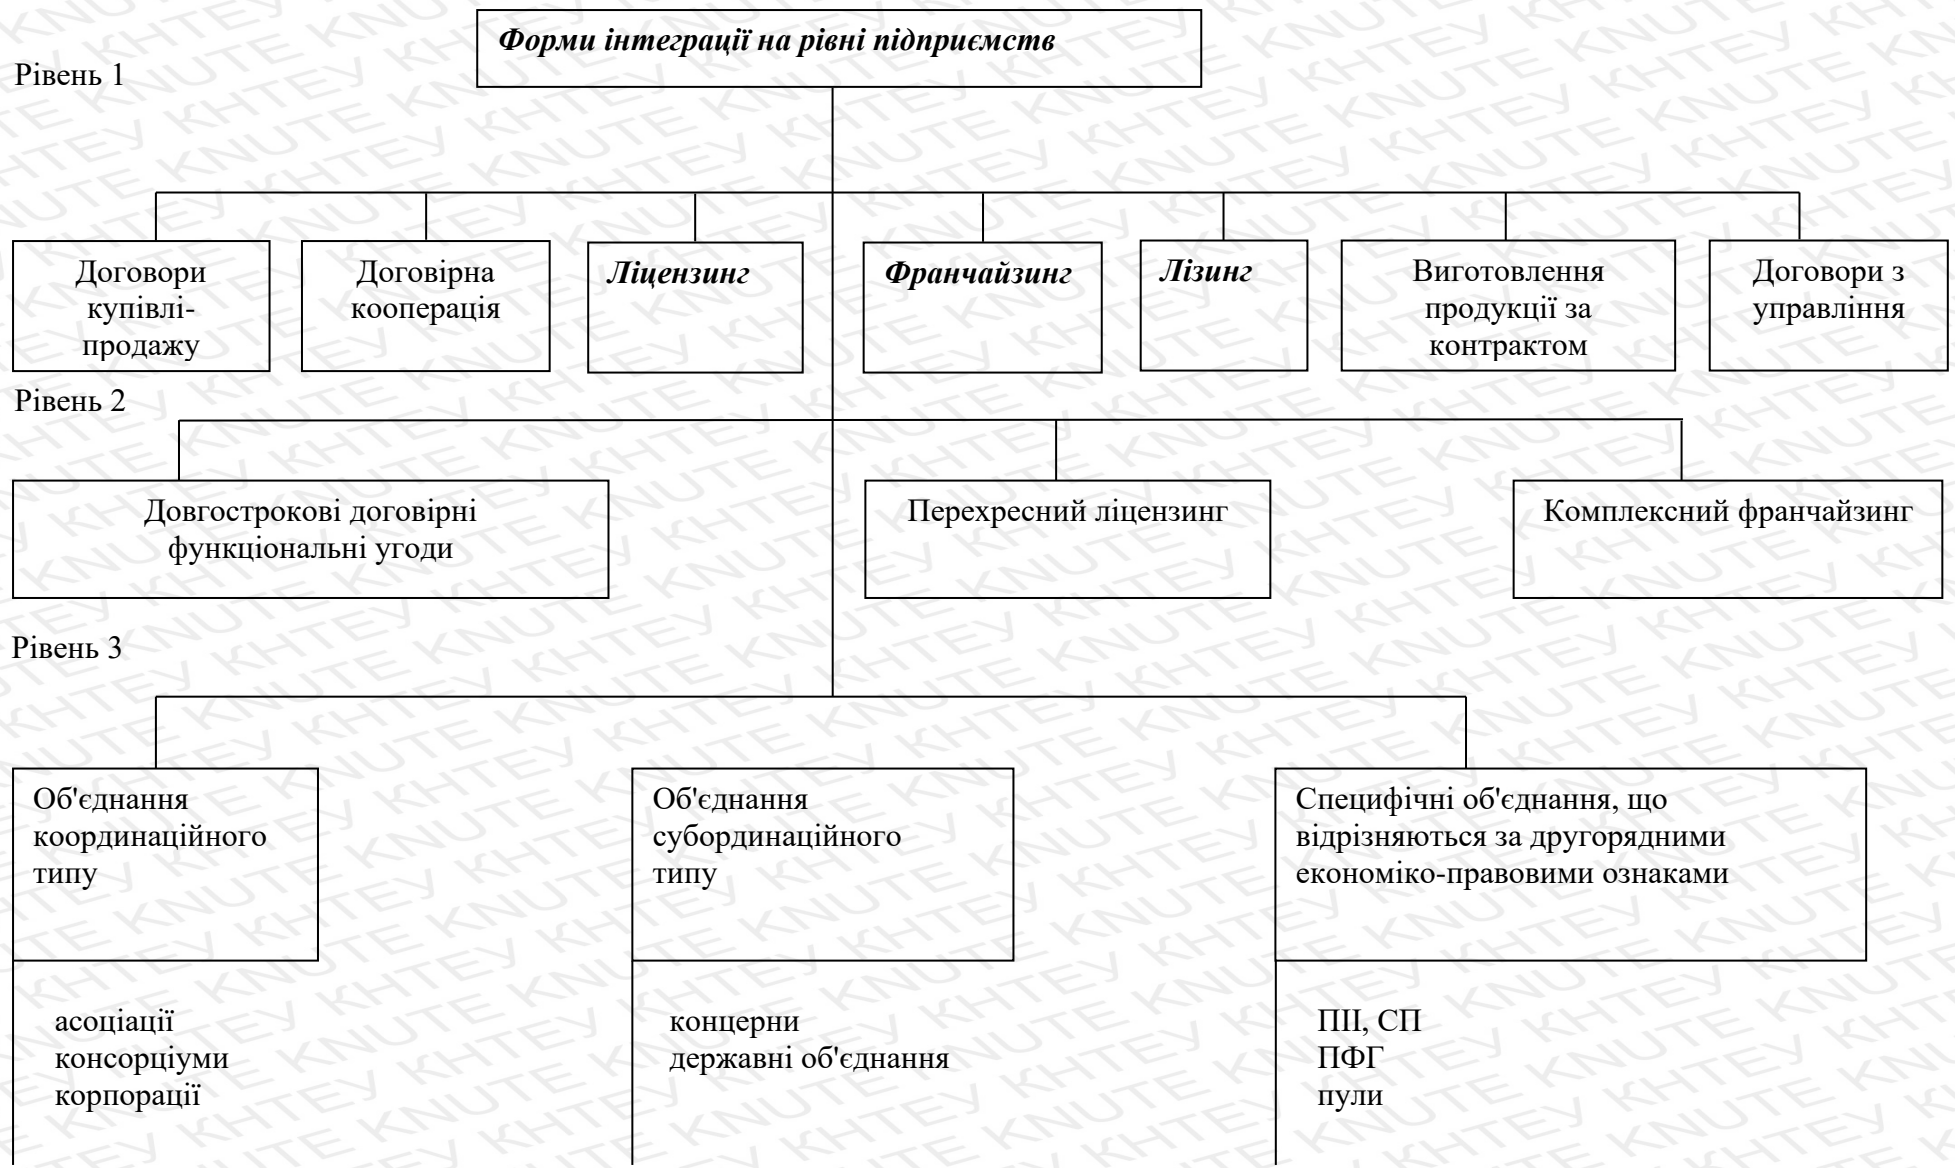 Форми інтеграції на рівні підприємств
Рівень 1
Договори
купівлі-
продажу
Договірна
кооперація
Ліцензинг
Франчайзинг
Лізинг
Виготовлення
продукції за
контрактом
Договори з
управління
Рівень 2
Довгострокові договірні
функціональні угоди
Перехресний ліцензинг
Комплексний франчайзинг
Рівень 3
Об'єднання
координаційного
типу
Об'єднання
субординаційного
типу
Специфічні об'єднання, що
відрізняються за другорядними
економіко-правовими ознаками
асоціації
консорціуми
корпорації
концерни
державні об'єднання
ПІІ, СП
ПФГ
пули